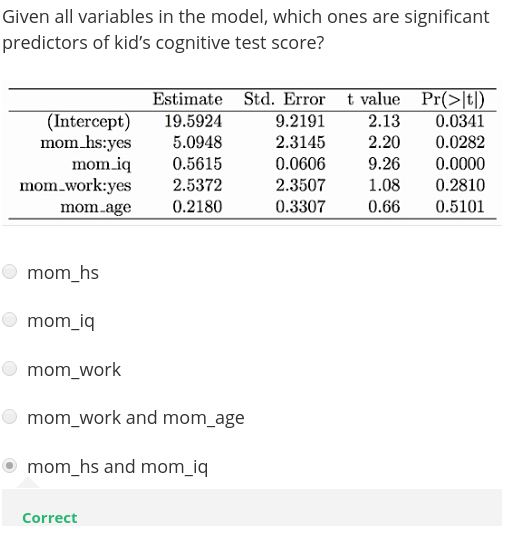 Given all variables in the model, which ones are significant
predictors of kid's cognitive test score?
Estimate Std. Error t value Pr(>|t|)
(Intercept) 19.5924 9.2191 2.13 0.0341
mom_hs:yes 5.0948 2.3145 2.20 0.0282
mom_iq 0.5615 0.0606 9.26 0.0000
mom_work:yes 2.5372 2.3507 1.08 0.2810
mom_age 0.2180 0.3307 0.66 0.5101
mom_hs
mom_iq
mom_work
mom_work and mom_age
mom_hs and mom_iq
Correct